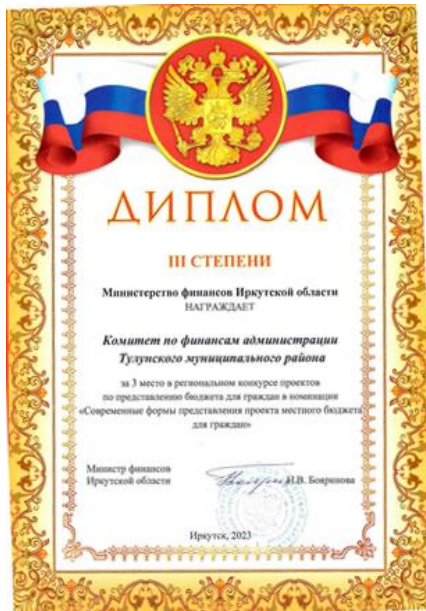 ДИПЛОМ
III СТЕПЕНИ
Министерство финансов Иркутской области
НАГРАЖДАЕТ
Комитет по финансам администрации
Тулунского муниципального района
за 3 место в региональном конкурсе проектов
по представлению бюджета для граждан в номинации
«Современные формы представления проекта местного бюджета
для граждан»
Министр финансов
Иркутской области
И.В. Бояринова
Иркутск, 2023